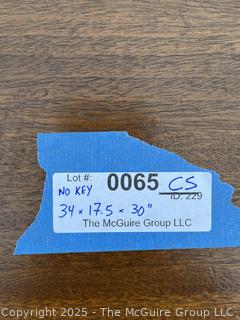 Lot #: 0065 CS
NO KEY ID: 229
34 x 17.5 x 30"
The McGuire Group LLC
Copyright 2025 - The McGuire Group LLC